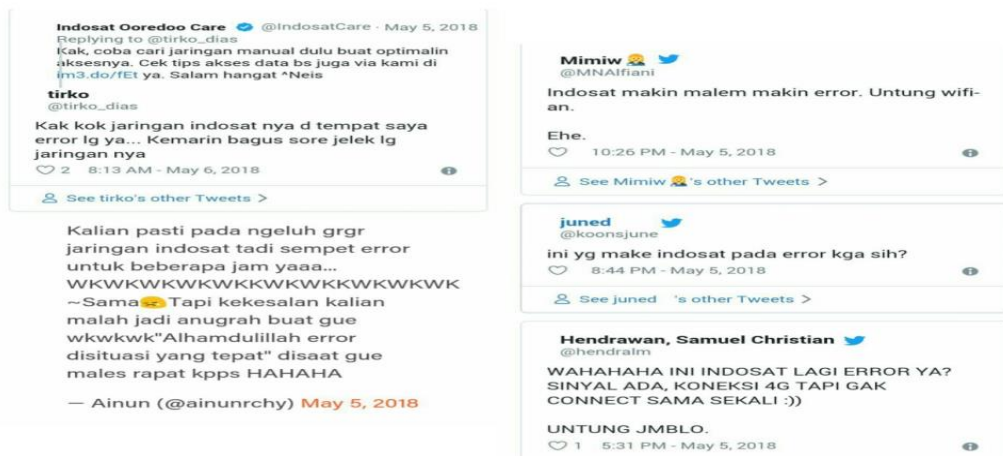 Indosat Ooredoo Care @IndosatCare · May 5, 2018
Replying to @tirko_dias
Kak, coba cari jaringan manual dulu buat optimalin
aksesnya. Cek tips akses data bs juga via kami di
im3.do/fEt ya. Salam hangat ^Neis
tirko
@tirko_dias
Kak kok jaringan indosat nya d tempat saya
error lg ya... Kemarin bagus sore jelek lg
jaringan nya
2 8:13 AM - May 6, 2018
See tirko's other Tweets >
Kalian pasti pada ngeluh grgr
jaringan indosat tadi sempet error
untuk beberapa jam yaaa...
WKWKWKWKWKKWKWKKWKWKWK
~Sama😷Tapi kekesalan kalian
malah jadi anugrah buat gue
wkwkwk"Alhamdulillah error
disituasi yang tepat" disaat gue
males rapat kpps HAHAHA
— Ainun (@ainunrchy) May 5, 2018
Mimiw 🤦
@MNAlfiani
Indosat makin malem makin error. Untung wifi-
an.
Ehe.
10:26 PM - May 5, 2018
See Mimiw 🤦's other Tweets >
juned
@koonsjune
ini yg make indosat pada error kga sih?
8:44 PM - May 5, 2018
See juned 's other Tweets >
Hendrawan, Samuel Christian
@hendralm
WAHAHAHA INI INDOSAT LAGI ERROR YA?
SINYAL ADA, KONEKSI 4G TAPI GAK
CONNECT SAMA SEKALI :))
UNTUNG JMBLO.
1 5:31 PM - May 5, 2018